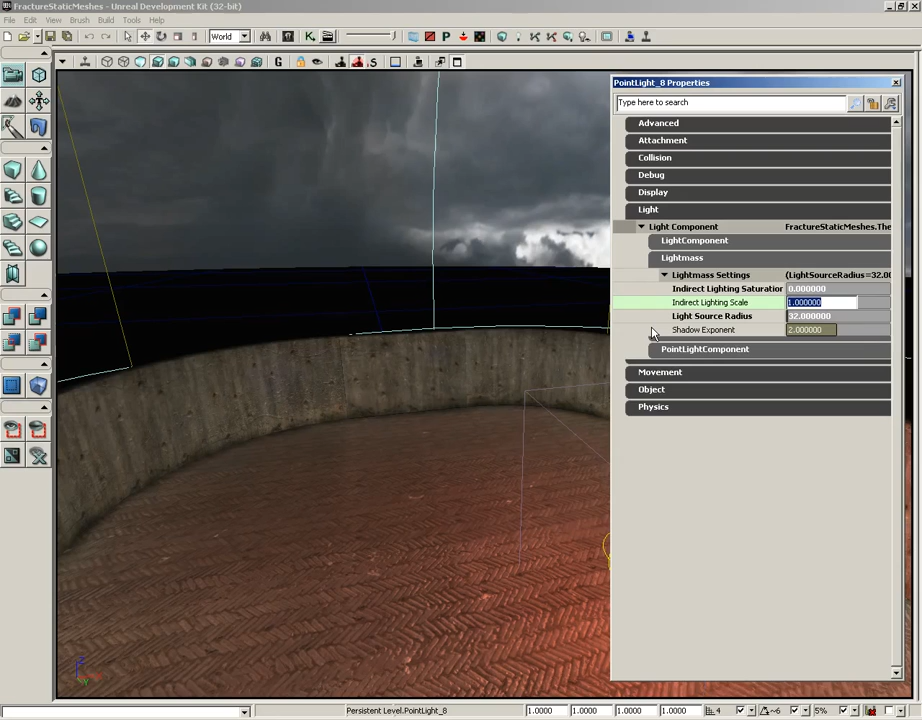 FractureStaticMeshes - Unreal Development Kit (32-bit)
File Edit View Brush Build Tools Help
World
G
S
PointLight_8 Properties
Type here to search
Advanced
Attachment
Collision
Debug
Display
Light
Light Component FractureStaticMeshes.The
LightComponent
Lightmass
Lightmass Settings (LightSourceRadius=32.00
Indirect Lighting Saturation 0.000000
Indirect Lighting Scale 1.000000
Light Source Radius 32.000000
Shadow Exponent 2.000000
PointLightComponent
Movement
Object
Physics
Z
Persistent Level.PointLight_8 1.0000 1.0000 1.0000 1.0000 4 ~6 5%